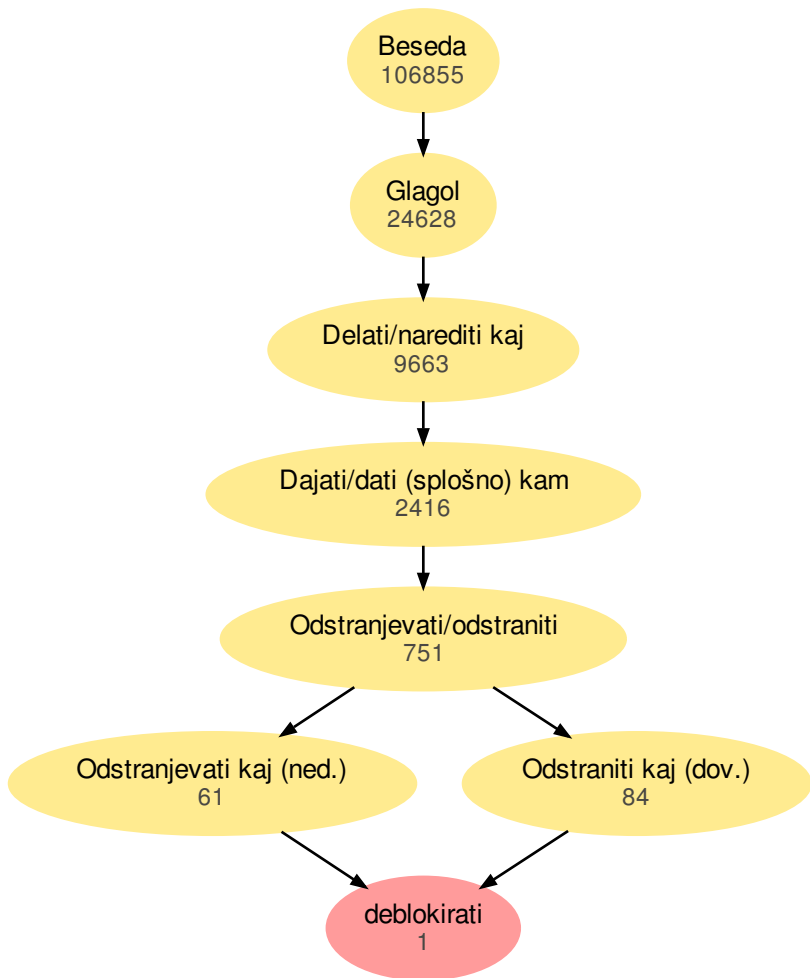 Beseda
106855
Glagol
24628
Delati/narediti kaj
9663
Dajati/dati (splošno) kam
2416
Odstranjevati/odstraniti
751
Odstranjevati kaj (ned.)
61
Odstraniti kaj (dov.)
84
deblokirati
1